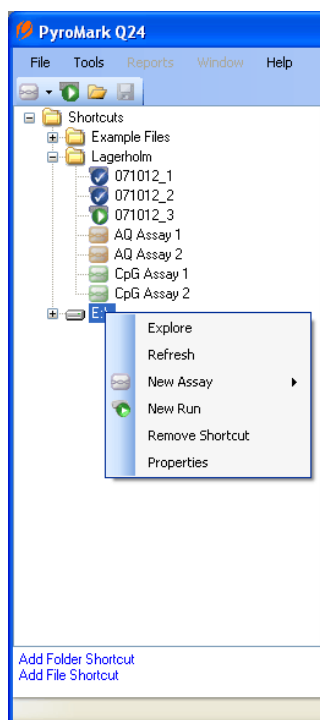 PyroMark Q24
File Tools Reports Window Help
Shortcuts
Example Files
Lagerholm
071012_1
071012_2
071012_3
AQ Assay 1
AQ Assay 2
CpG Assay 1
CpG Assay 2
E:\
Explore
Refresh
New Assay
New Run
Remove Shortcut
Properties
Add Folder Shortcut
Add File Shortcut